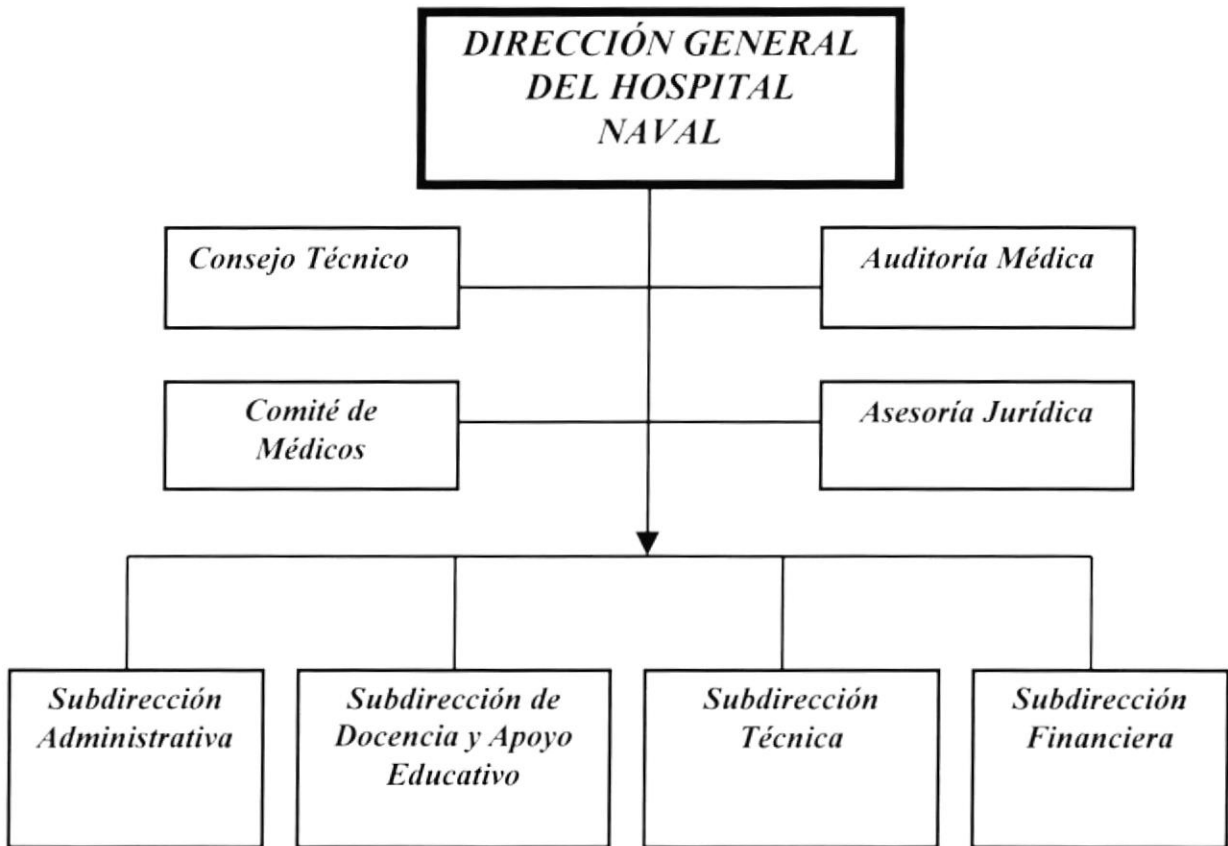 DIRECCIÓN GENERAL
DEL HOSPITAL
NAVAL
Consejo Técnico
Auditoría Médica
Comité de
Médicos
Asesoría Jurídica
Subdirección
Administrativa
Subdirección de
Docencia y Apoyo
Educativo
Subdirección
Técnica
Subdirección
Financiera